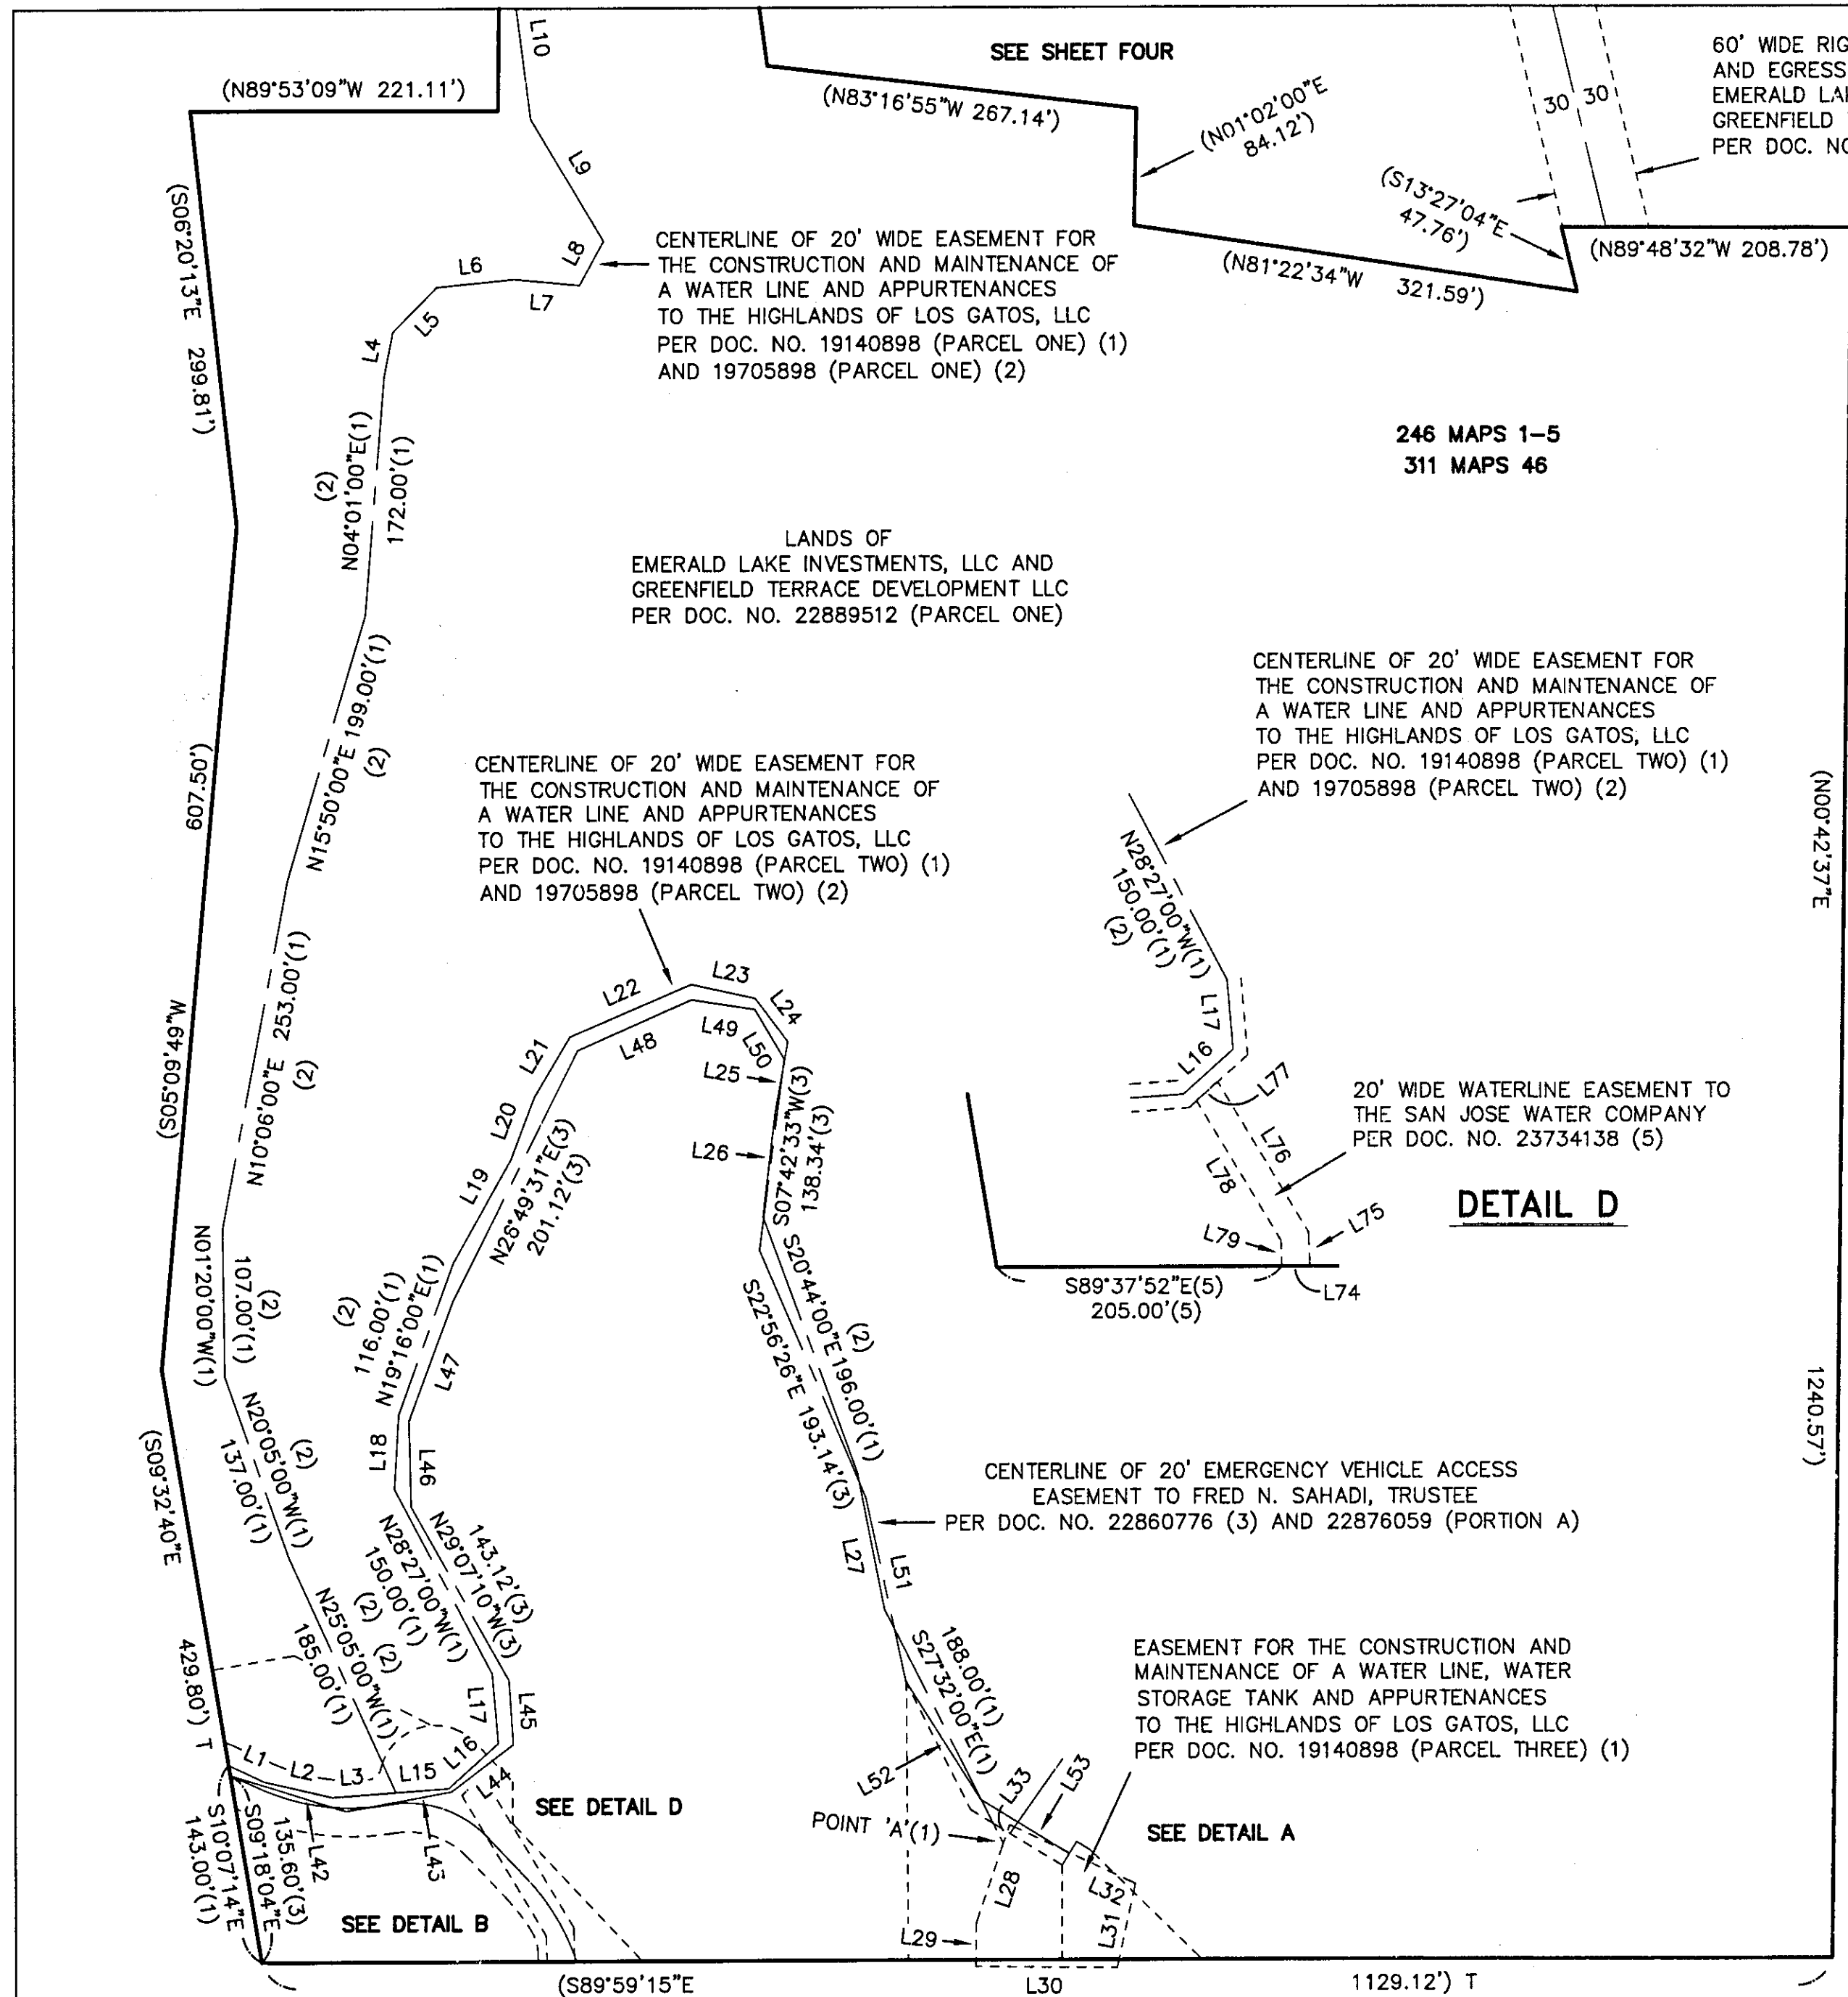 SEE SHEET FOUR
L10
(N89°53'09"W 221.11')
(N83°16'55"W 267.14')
(N01°02'00"E
84.12')
30 30
60' WIDE RIG
AND EGRESS
EMERALD LAI
GREENFIELD
PER DOC. NO
(S13°27'04"E
47.76')
(N89°48'32"W 208.78')
(N81°22'34"W 321.59')
L9
L8
L6
L7
L5
L4
(S06°20'13"E 299.81')
CENTERLINE OF 20' WIDE EASEMENT FOR
THE CONSTRUCTION AND MAINTENANCE OF
A WATER LINE AND APPURTENANCES
TO THE HIGHLANDS OF LOS GATOS, LLC
PER DOC. NO. 19140898 (PARCEL ONE) (1)
AND 19705898 (PARCEL ONE) (2)
246 MAPS 1-5
311 MAPS 46
(2)
N04°01'00"E(1)
172.00'(1)
LANDS OF
EMERALD LAKE INVESTMENTS, LLC AND
GREENFIELD TERRACE DEVELOPMENT LLC
PER DOC. NO. 22889512 (PARCEL ONE)
N15°50'00"E 199.00'(1)
(2)
(S05°09'49"W 607.50')
CENTERLINE OF 20' WIDE EASEMENT FOR
THE CONSTRUCTION AND MAINTENANCE OF
A WATER LINE AND APPURTENANCES
TO THE HIGHLANDS OF LOS GATOS, LLC
PER DOC. NO. 19140898 (PARCEL TWO) (1)
AND 19705898 (PARCEL TWO) (2)
CENTERLINE OF 20' WIDE EASEMENT FOR
THE CONSTRUCTION AND MAINTENANCE OF
A WATER LINE AND APPURTENANCES
TO THE HIGHLANDS OF LOS GATOS, LLC
PER DOC. NO. 19140898 (PARCEL TWO) (1)
AND 19705898 (PARCEL TWO) (2)
(N00°42'37"E 1240.57')
N28°27'00"W(1)
150.00'(1)
(2)
L17
L16
L77
L76
L78
L75
L79
L74
20' WIDE WATERLINE EASEMENT TO
THE SAN JOSE WATER COMPANY
PER DOC. NO. 23734138 (5)
DETAIL D
S89°37'52"E(5)
205.00'(5)
N10°06'00"E 253.00'(1)
(2)
L22
L23
L24
L49
L48
L50
L21
L25
L20
L26
L19
S07°42'33"W(3)
138.34'(3)
N26°49'31"E(3)
201.12'(3)
N01°20'00"W(1)
107.00'(1)
(2)
(2)
116.00'(1)
N19°16'00"E(1)
L47
(2)
S20°44'00"E 196.00'(1)
S22°56'26"E 193.14'(3)
(S09°32'40"E 429.80') T
(2)
N20°05'00"W(1)
137.00'(1)
L18
L46
CENTERLINE OF 20' EMERGENCY VEHICLE ACCESS
EASEMENT TO FRED N. SAHADI, TRUSTEE
PER DOC. NO. 22860776 (3) AND 22876059 (PORTION A)
L27
L51
143.12'(3)
N29°07'10"W(3)
N28°27'00"W(1)
150.00'(1)
(2)
(2)
N25°05'00"W(1)
185.00'(1)
188.00'(1)
S27°32'00"E(1)
EASEMENT FOR THE CONSTRUCTION AND
MAINTENANCE OF A WATER LINE, WATER
STORAGE TANK AND APPURTENANCES
TO THE HIGHLANDS OF LOS GATOS, LLC
PER DOC. NO. 19140898 (PARCEL THREE) (1)
L17
L45
L1
L2
L3
L15
L16
L44
SEE DETAIL D
L52
L33
L53
POINT 'A'(1)
SEE DETAIL A
L42
L43
135.60'(3)
S09°18'04"E
S10°07'14"E
143.00'(1)
SEE DETAIL B
L28
L29
L32
L31
(S89°59'15"E
L30
1129.12') T